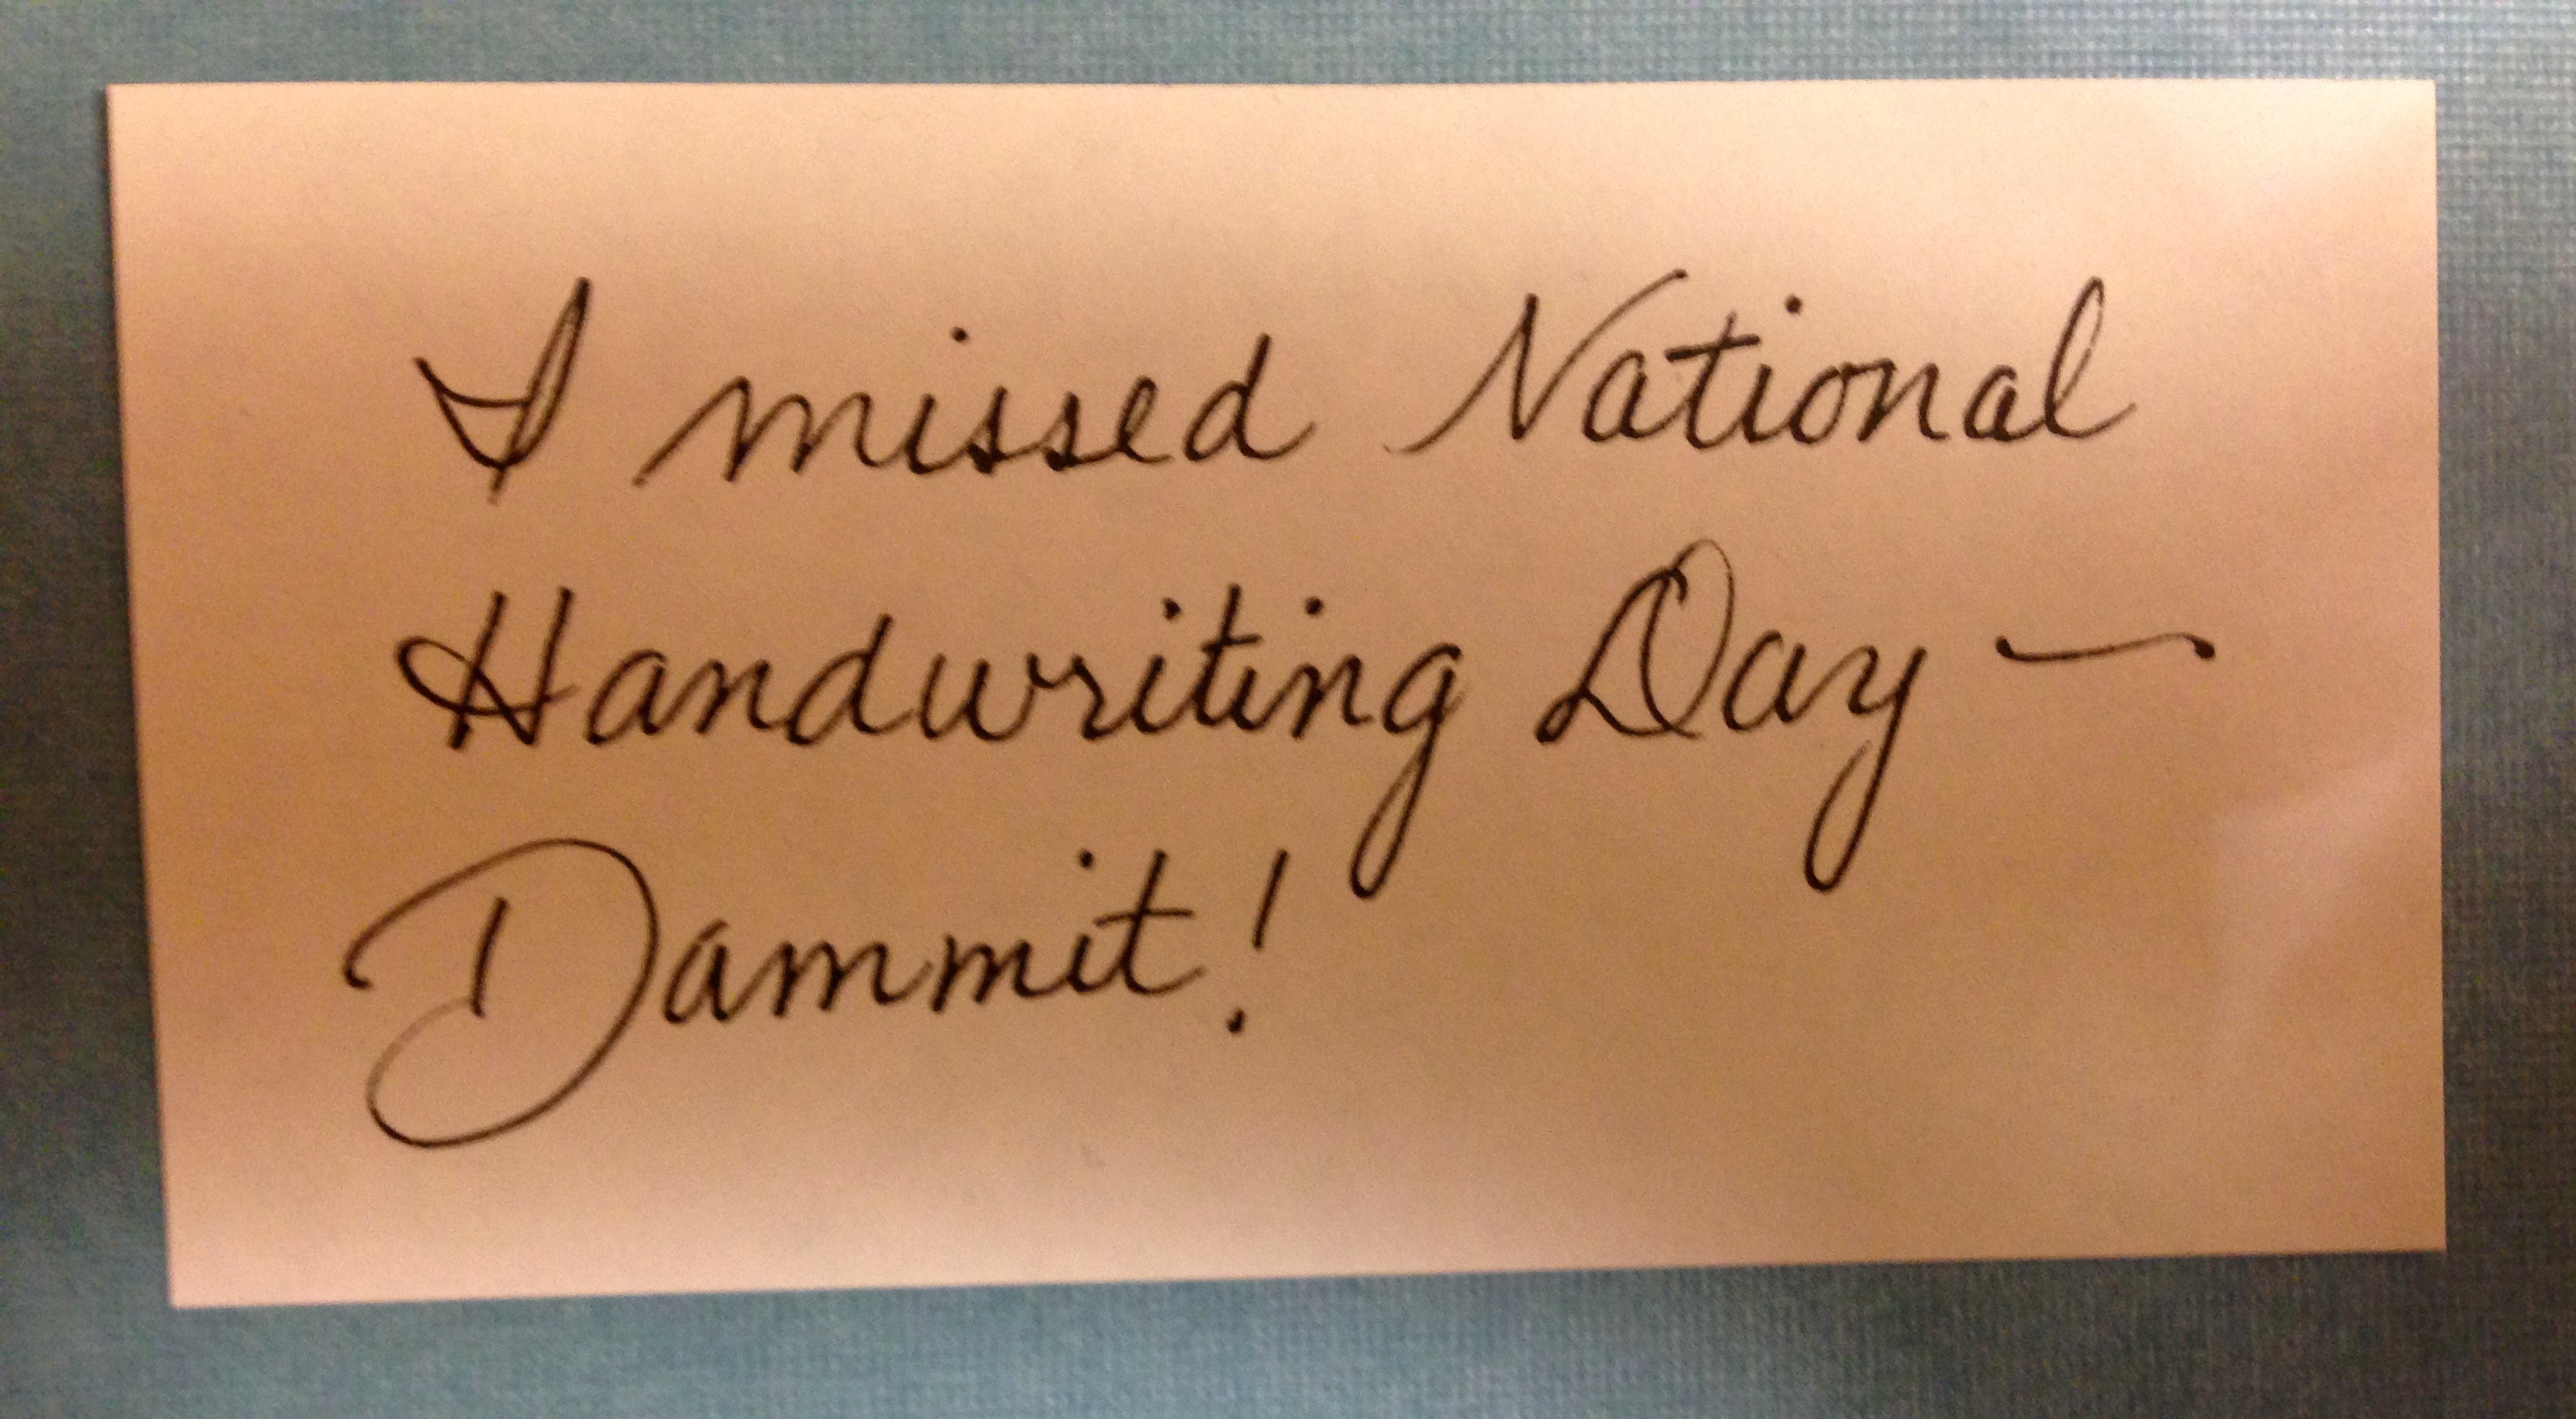 I missed National
Handwriting Day —
Dammit!